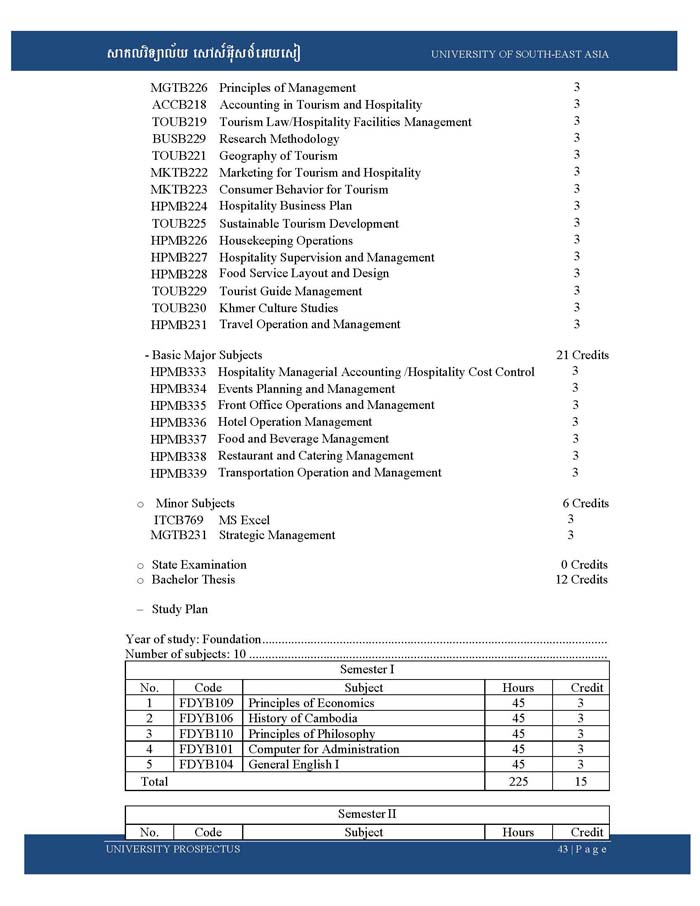 សាកលវិទ្យាល័យ សៅស៍អ៊ីសថ៍អេយសៀ UNIVERSITY OF SOUTH-EAST ASIA
MGTB226 Principles of Management 3
ACCB218 Accounting in Tourism and Hospitality 3
TOUB219 Tourism Law/Hospitality Facilities Management 3
BUSB229 Research Methodology 3
TOUB221 Geography of Tourism 3
MKTB222 Marketing for Tourism and Hospitality 3
MKTB223 Consumer Behavior for Tourism 3
HPMB224 Hospitality Business Plan 3
TOUB225 Sustainable Tourism Development 3
HPMB226 Housekeeping Operations 3
HPMB227 Hospitality Supervision and Management 3
HPMB228 Food Service Layout and Design 3
TOUB229 Tourist Guide Management 3
TOUB230 Khmer Culture Studies 3
HPMB231 Travel Operation and Management 3
- Basic Major Subjects 21 Credits
HPMB333 Hospitality Managerial Accounting /Hospitality Cost Control 3
HPMB334 Events Planning and Management 3
HPMB335 Front Office Operations and Management 3
HPMB336 Hotel Operation Management 3
HPMB337 Food and Beverage Management 3
HPMB338 Restaurant and Catering Management 3
HPMB339 Transportation Operation and Management 3
o Minor Subjects 6 Credits
ITCB769 MS Excel 3
MGTB231 Strategic Management 3
o State Examination 0 Credits
o Bachelor Thesis 12 Credits
– Study Plan
Year of study: Foundation..........................................................................................................
Number of subjects: 10 ..............................................................................................................
Semester I
No. Code Subject Hours Credit
1 FDYB109 Principles of Economics 45 3
2 FDYB106 History of Cambodia 45 3
3 FDYB110 Principles of Philosophy 45 3
4 FDYB101 Computer for Administration 45 3
5 FDYB104 General English I 45 3
Total 225 15
Semester II
No. Code Subject Hours Credit
UNIVERSITY PROSPECTUS 43 | P a g e